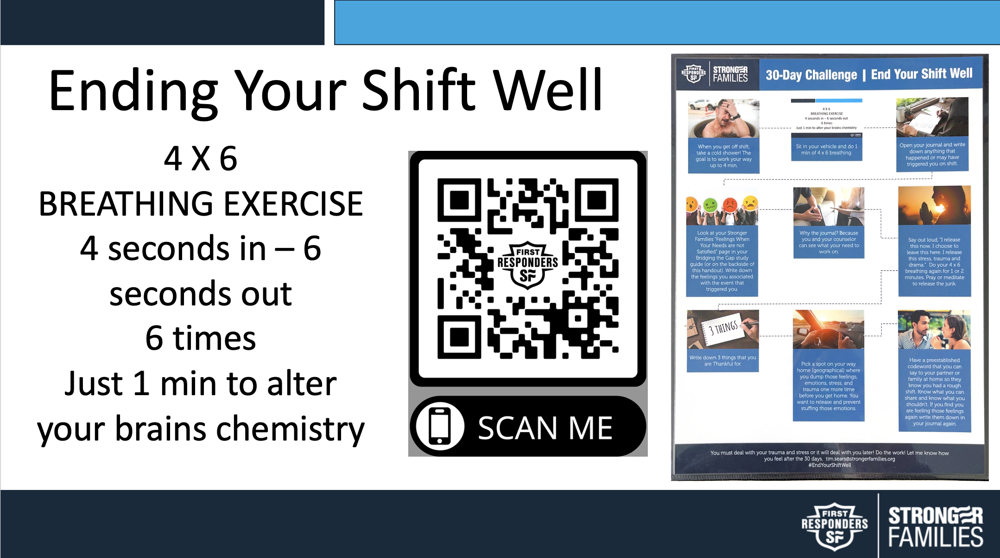 Ending Your Shift Well
4 X 6
BREATHING EXERCISE
4 seconds in – 6
seconds out
6 times
Just 1 min to alter
your brains chemistry
FIRST
RESPONDERS
SF
SCAN ME
FIRST
RESPONDERS
SF
STRONGER
FAMILIES
30-Day Challenge | End Your Shift Well
When you get off shift,
take a cold shower! The
goal is to work your way
up to 4 min.
4 X 6
BREATHING EXERCISE
4 seconds in – 6 seconds out
6 times
Just 1 min to alter your brains chemistry
Sit in your vehicle and do 1
min of 4 x 6 breathing.
Open your journal and write
down anything that
happened or may have
triggered you on shift.
Look at your Stronger
Families "Feelings When
Your Needs are not
Satisfied" page in your
Bridging the Gap study
guide (or on the backside of
this handout). Write down
the feelings you associated
with the event that
triggered you.
Why the journal? Because
you and your counselor
can see what your need to
work on.
Say out loud, "I release
this now. I choose to
leave this here. I release
this stress, trauma and
drama." Do your 4 x 6
breathing again for 1 or 2
minutes. Pray or meditate
to release the junk.
3 THINGS
Write down 3 things that you
are Thankful for.
Pick a spot on your way
home (geographical) where
you dump those feelings,
emotions, stress, and
trauma one more time
before you get home. You
want to release and prevent
stuffing those emotions.
Have a preestablished
codeword that you can
say to your partner or
family at home so they
know you had a rough
shift. Know what you can
share and know what you
shouldn't. If you find you
are feeling those feelings
again write them down in
your journal again.
You must deal with your trauma and stress or it will deal with you later! Do the work! Let me know how
you feel after the 30 days. tim.sears@strongerfamilies.org
#EndYourShiftWell
FIRST
RESPONDERS
SF
STRONGER
FAMILIES